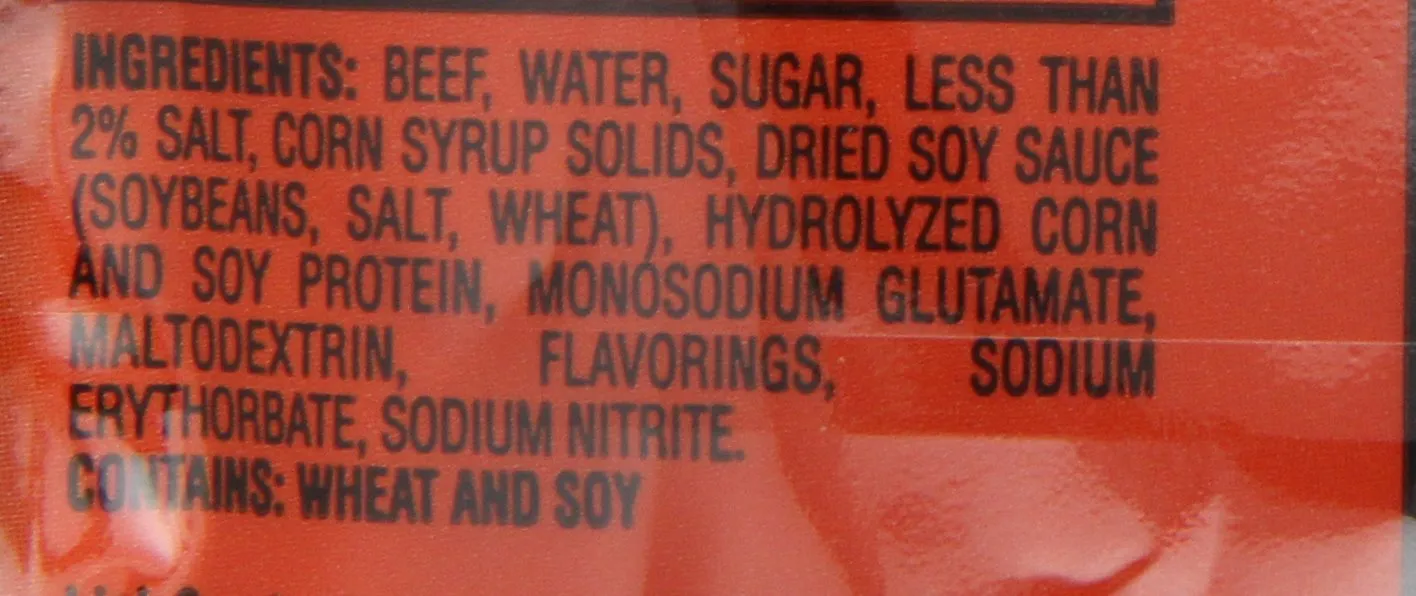 INGREDIENTS: BEEF, WATER, SUGAR, LESS THAN
2% SALT, CORN SYRUP SOLIDS, DRIED SOY SAUCE
(SOYBEANS, SALT, WHEAT), HYDROLYZED CORN
AND SOY PROTEIN, MONOSODIUM GLUTAMATE,
MALTODEXTRIN, FLAVORINGS, SODIUM
ERYTHORBATE, SODIUM NITRITE.
CONTAINS: WHEAT AND SOY